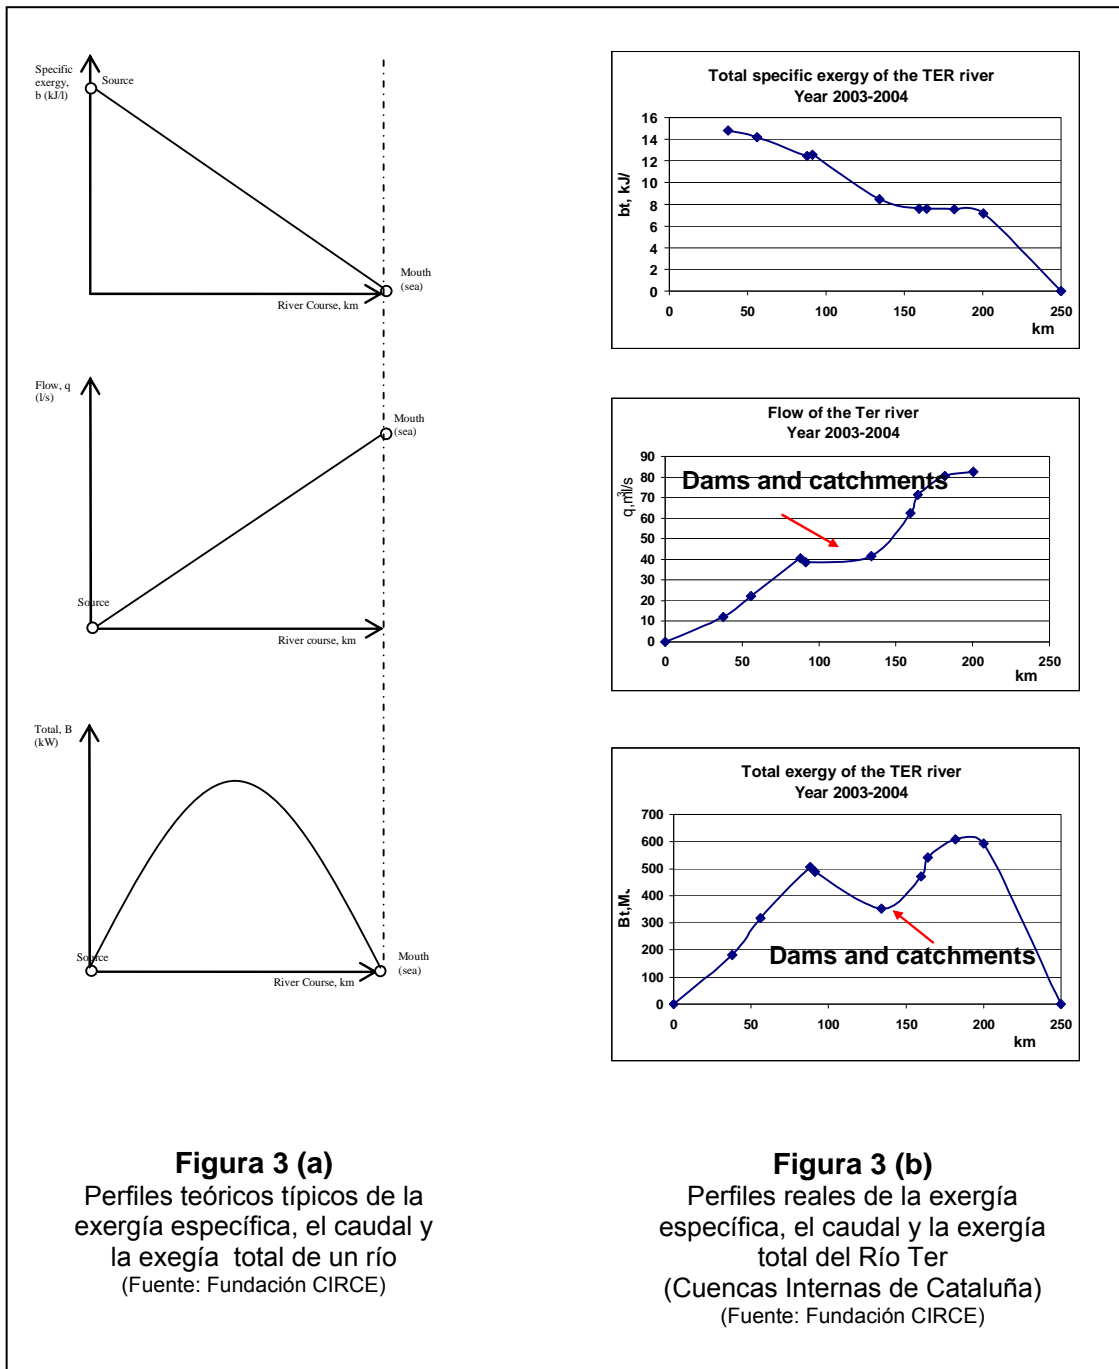 Specific
exergy,
b (kJ/l)
Source
Mouth
(sea)
River Course, km
Flow, q
(l/s)
Mouth
(sea)
Source
River course, km
Total, B
(kW)
Source
Mouth
(sea)
River Course, km
Figura 3 (a)
Perfiles teóricos típicos de la
exergía específica, el caudal y
la exegía total de un río
(Fuente: Fundación CIRCE)
Total specific exergy of the TER river
Year 2003-2004
bt, kJ/
16
14
12
10
8
6
4
2
0
0 50 100 150 200 250
km
Flow of the Ter river
Year 2003-2004
Dams and catchments
90
80
70
60
50
40
30
20
10
0
0 50 100 150 200 250
km
Total exergy of the TER river
Year 2003-2004
700
600
500
400
300
200
100
0
Dams and catchments
0 50 100 150 200 250
km
Figura 3 (b)
Perfiles reales de la exergía
específica, el caudal y la exergía
total del Río Ter
(Cuencas Internas de Cataluña)
(Fuente: Fundación CIRCE)